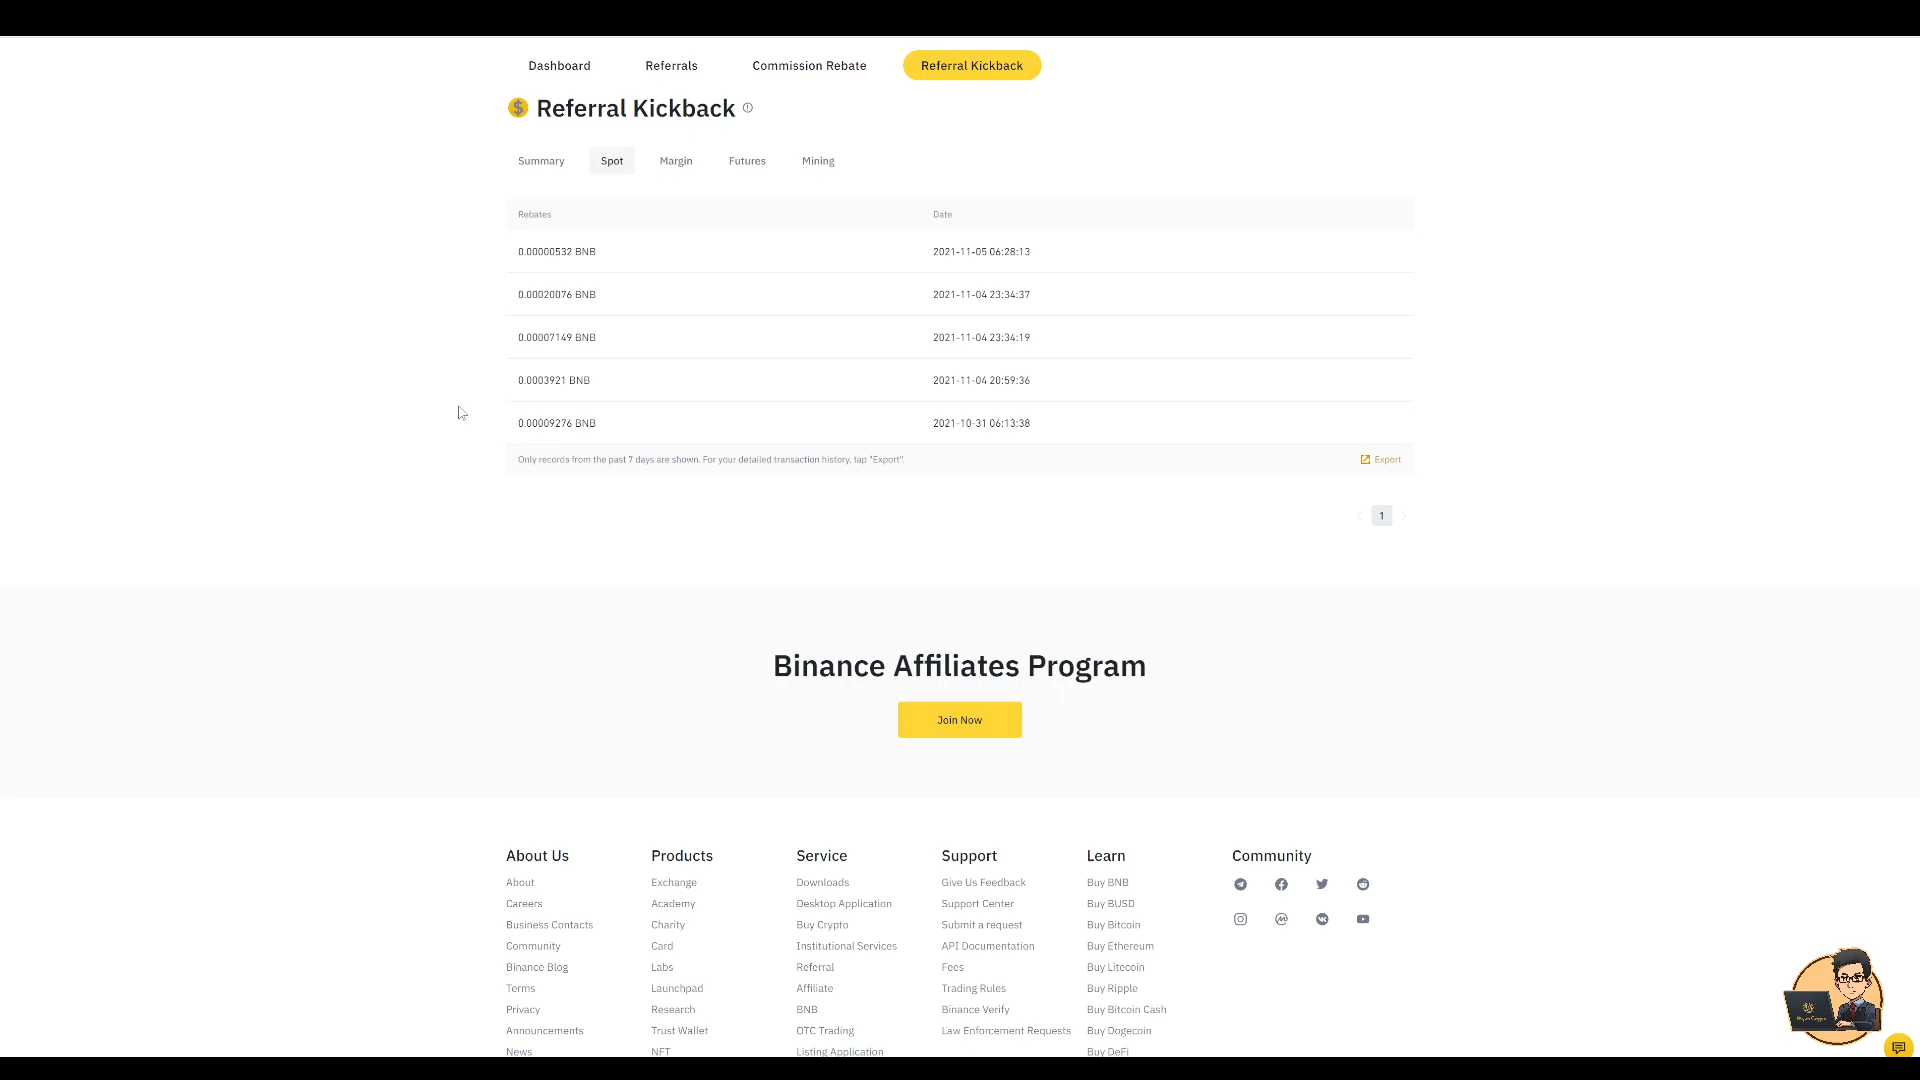 Dashboard Referrals Commission Rebate Referral Kickback
Referral Kickback
Summary Spot Margin Futures Mining
Rebates Date
0.00000532 BNB 2021-11-05 06:28:13
0.00020076 BNB 2021-11-04 23:34:37
0.00007149 BNB 2021-11-04 23:34:19
0.0003921 BNB 2021-11-04 20:59:36
0.00009276 BNB 2021-10-31 06:13:38
Only records from the past 7 days are shown. For your detailed transaction history, tap "Export". Export
1
Binance Affiliates Program
Join Now
About Us Products Service Support Learn Community
About Exchange Downloads Give Us Feedback Buy BNB
Careers Academy Desktop Application Support Center Buy BUSD
Business Contacts Charity Buy Crypto Submit a request Buy Bitcoin
Community Card Institutional Services API Documentation Buy Ethereum
Binance Blog Labs Referral Fees Buy Litecoin
Terms Launchpad Affiliate Trading Rules Buy Ripple
Privacy Research BNB Binance Verify Buy Bitcoin Cash
Announcements Trust Wallet OTC Trading Law Enforcement Requests Buy Dogecoin
News NFT Listing Application Buy DeFi